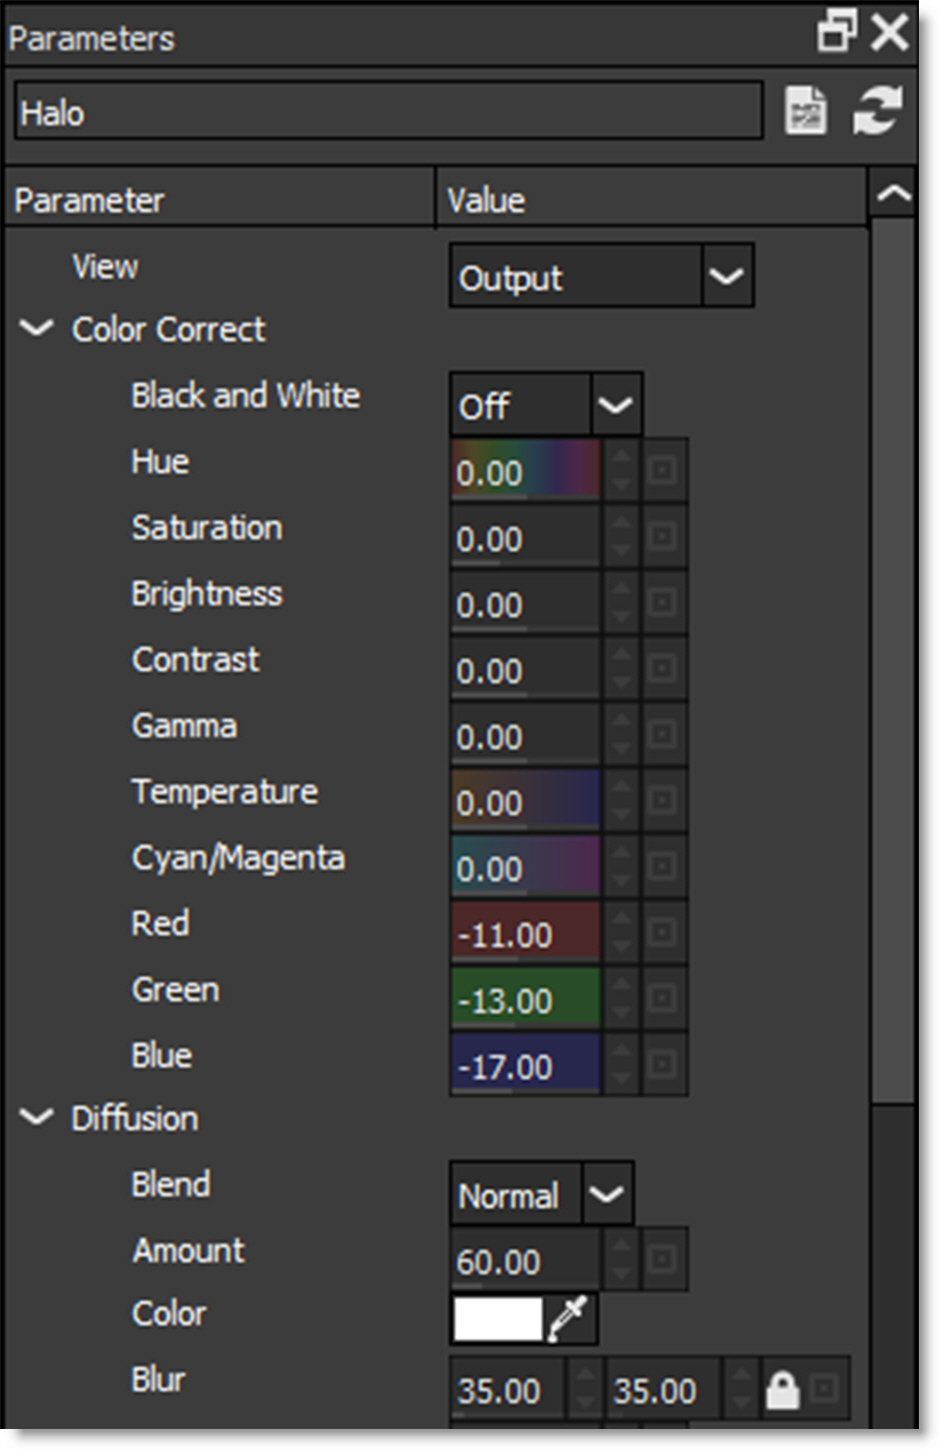 Parameters
Halo
Parameter Value
View Output
Color Correct
Black and White Off
Hue 0.00
Saturation 0.00
Brightness 0.00
Contrast 0.00
Gamma 0.00
Temperature 0.00
Cyan/Magenta 0.00
Red -11.00
Green -13.00
Blue -17.00
Diffusion
Blend Normal
Amount 60.00
Color
Blur 35.00 35.00